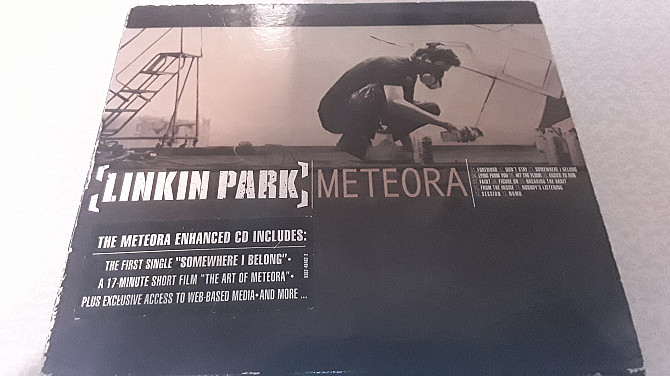 [LINKIN PARK] METEORA
FOREWORD DON'T STAY SOMEWHERE I BELONG
LYING FROM YOU HIT THE FLOOR EASIER TO RUN
FAINT FIGURE.09 BREAKING THE HABIT
FROM THE INSIDE NOBODY'S LISTENING
SESSION NUMB
THE METEORA ENHANCED CD INCLUDES:
THE FIRST SINGLE "SOMEWHERE I BELONG"•
A 17-MINUTE SHORT FILM "THE ART OF METEORA"•
PLUS EXCLUSIVE ACCESS TO WEB-BASED MEDIA•AND MORE ...